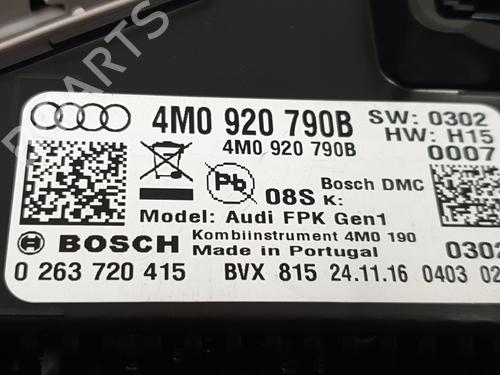 PARTS
4M0 920 790B
SW: 0302
HW: H15
4M0 920 790B
0007
Pb
08S
K:
Bosch DMC
Model: Audi FPK Gen1
BOSCH
Kombiinstrument 4M0 190
Made in Portugal
0302
0 263 720 415
BVX 815
24.11.16
0403
02